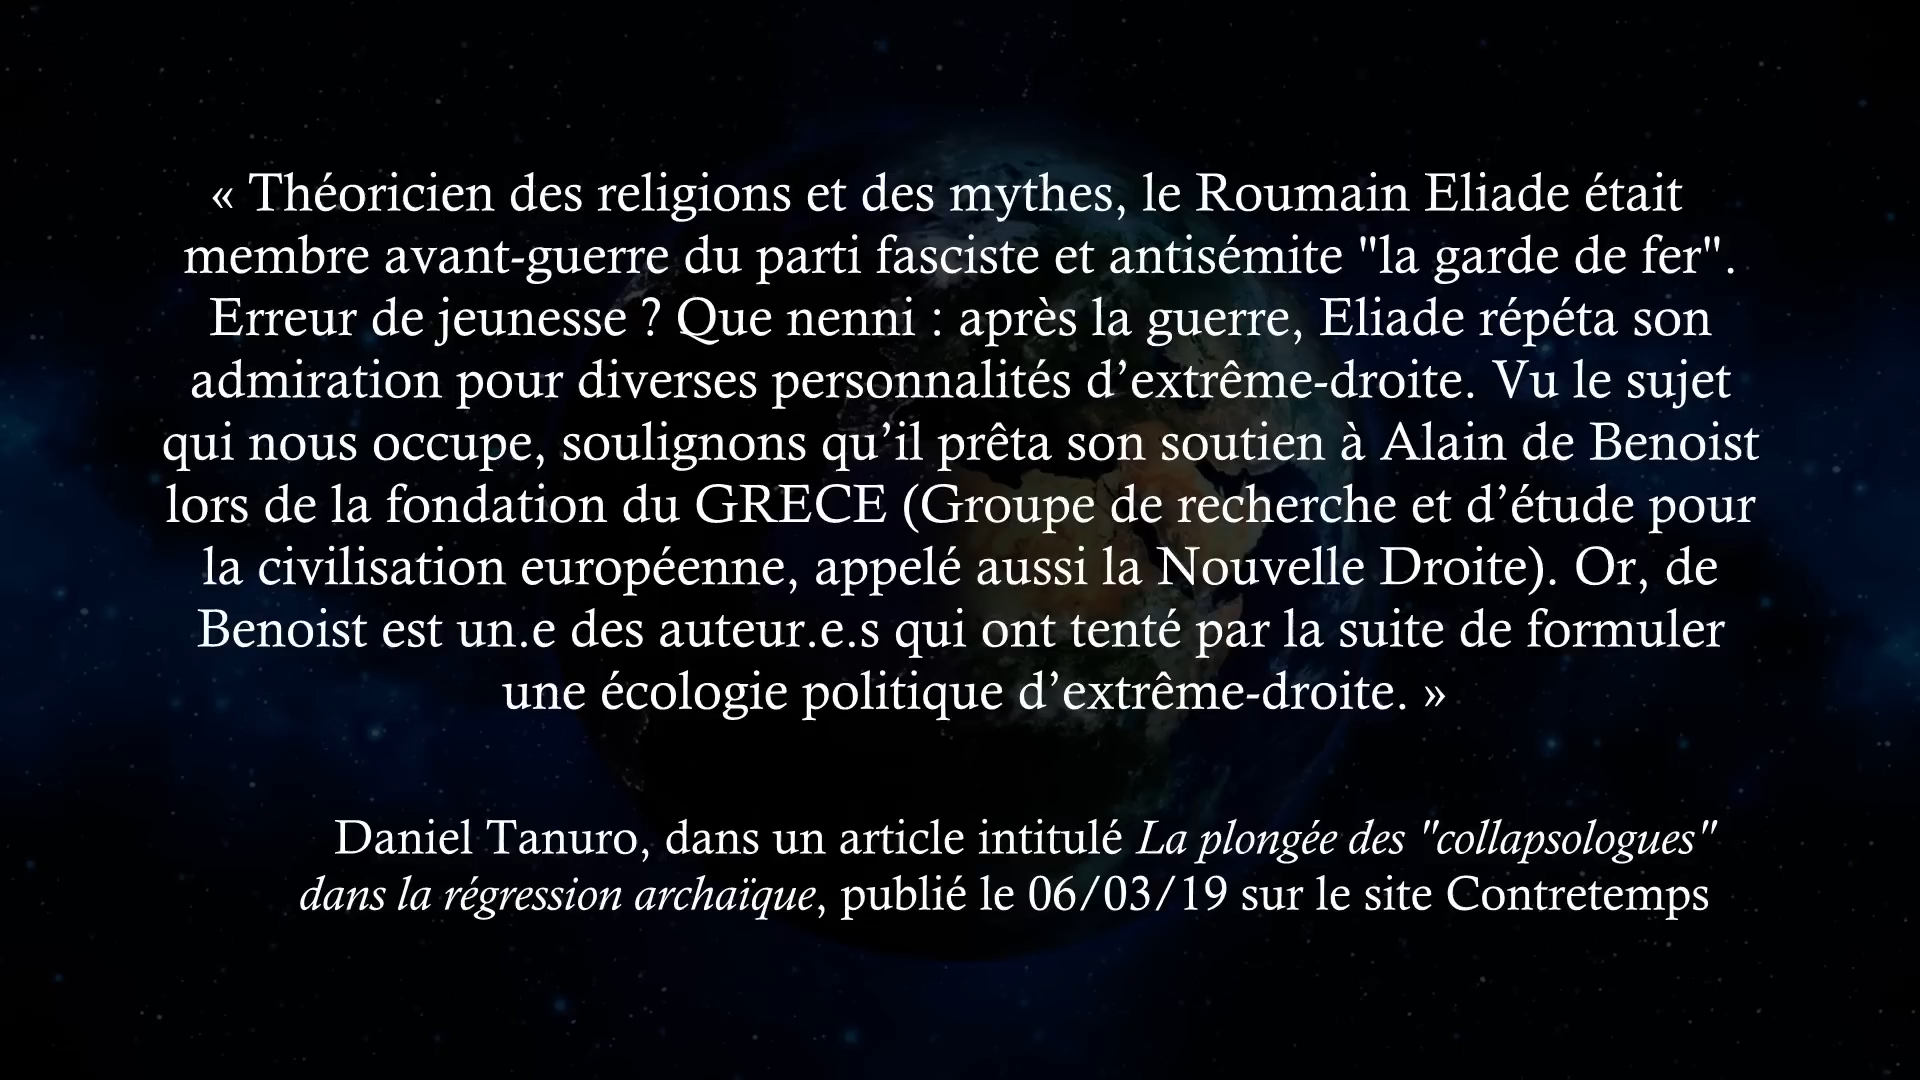 « Théoricien des religions et des mythes, le Roumain Eliade était
membre avant-guerre du parti fasciste et antisémite "la garde de fer".
Erreur de jeunesse ? Que nenni : après la guerre, Eliade répéta son
admiration pour diverses personnalités d’extrême-droite. Vu le sujet
qui nous occupe, soulignons qu’il prêta son soutien à Alain de Benoist
lors de la fondation du GRECE (Groupe de recherche et d’étude pour
la civilisation européenne, appelé aussi la Nouvelle Droite). Or, de
Benoist est un.e des auteur.e.s qui ont tenté par la suite de formuler
une écologie politique d’extrême-droite. »
Daniel Tanuro, dans un article intitulé La plongée des "collapsologues"
dans la régression archaïque, publié le 06/03/19 sur le site Contretemps